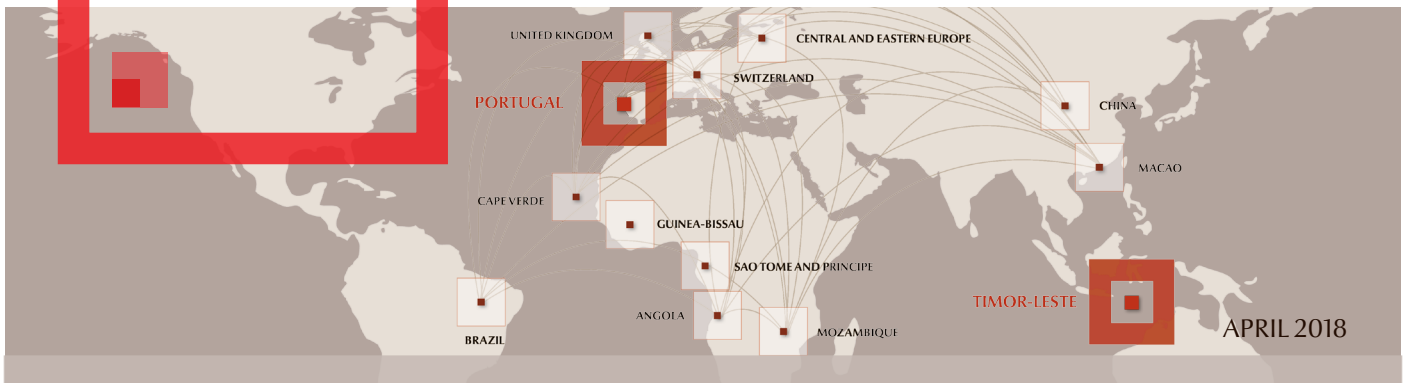 UNITED KINGDOM
CENTRAL AND EASTERN EUROPE
SWITZERLAND
PORTUGAL
CHINA
MACAO
CAPE VERDE
GUINEA-BISSAU
SAO TOME AND PRINCIPE
TIMOR-LESTE
ANGOLA
MOZAMBIQUE
APRIL 2018
BRAZIL